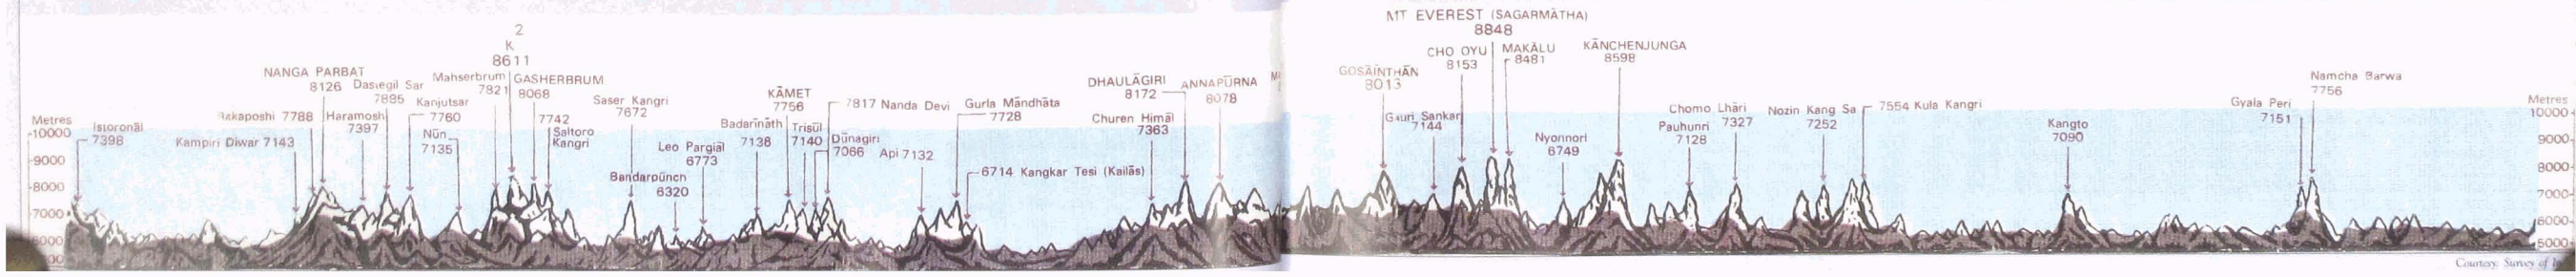 MT EVEREST (SAGARMĀTHA)
8848
2
K
8611
NANGA PARBAT
8126
Dastegil Sar
7885
Mahserbrum
7821
GASHERBRUM
8068
Kanjutsar
7760
Haramosh
7397
7788
Metres
10000
9000
8000
7000
Istoronāl
7398
Kampiri Diwar 7143
Nūn
7135
7742
Saltoro
Kangri
Saser Kangri
7672
Leo Pargial
6773
Bandarpūnch
6320
KĀMET
7756
Badarīnāth
7138
Trisūl
7140
7817 Nanda Devi
Dūnagiri
7066
Api 7132
Gurla Māndhāta
7728
6714 Kangkar Tesi (Kailās)
DHAULĀGIRI
8172
ANNAPŪRNA
8078
Churen Himāl
7363
GOSĀINTHĀN
8013
Gauri Sankar
7144
CHO OYU
8153
MAKĀLU
8481
KĀNCHENJUNGA
8598
Nyonnori
6749
Chomo Lhāri
7327
Pauhunri
7128
Nozin Kang Sa
7252
7554 Kula Kangri
Kangto
7090
Gyala Peri
7151
Namcha Barwa
7756
Metres
10000
9000
8000
7000
6000
5000
Courtesy: Survey of